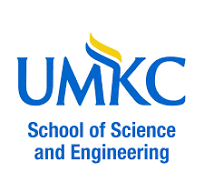 UMKC
School of Science
and Engineering